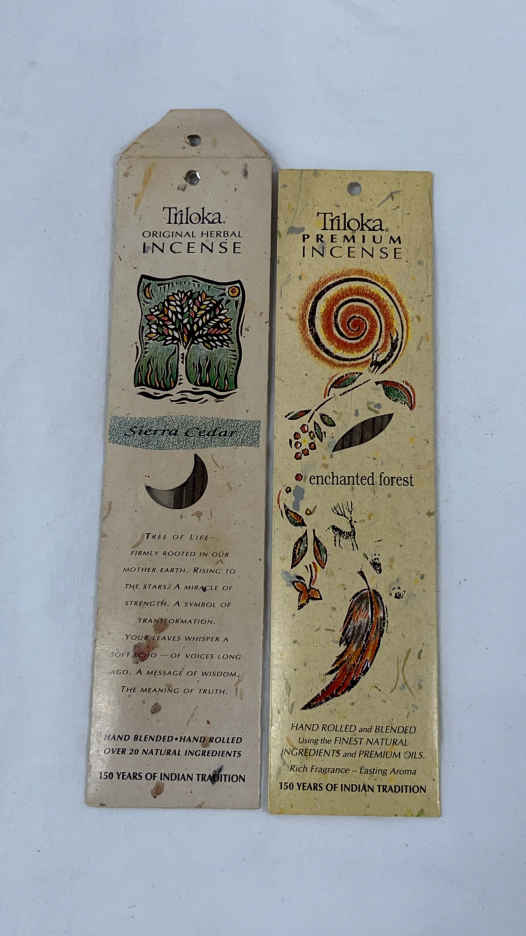 Triloka.
ORIGINAL HERBAL
INCENSE
Sierra Cedar
TREE OF LIFE—
FIRMLY ROOTED IN OUR
MOTHER EARTH. RISING TO
THE STARS. A MIRACLE OF
STRENGTH. A SYMBOL OF
TRANFORMATION.
YOUR LEAVES WHISPER A
SOFT ECHO — OF VOICES LONG
AGO. A MESSAGE OF WISDOM.
THE MEANING OF TRUTH.
HAND BLENDED•HAND ROLLED
OVER 20 NATURAL INGREDIENTS
150 YEARS OF INDIAN TRADITION
Triloka.
PREMIUM
INCENSE
enchanted forest
HAND ROLLED and BLENDED
Using the FINEST NATURAL
INGREDIENTS and PREMIUM OILS.
Rich Fragrance – Lasting Aroma
150 YEARS OF INDIAN TRADITION